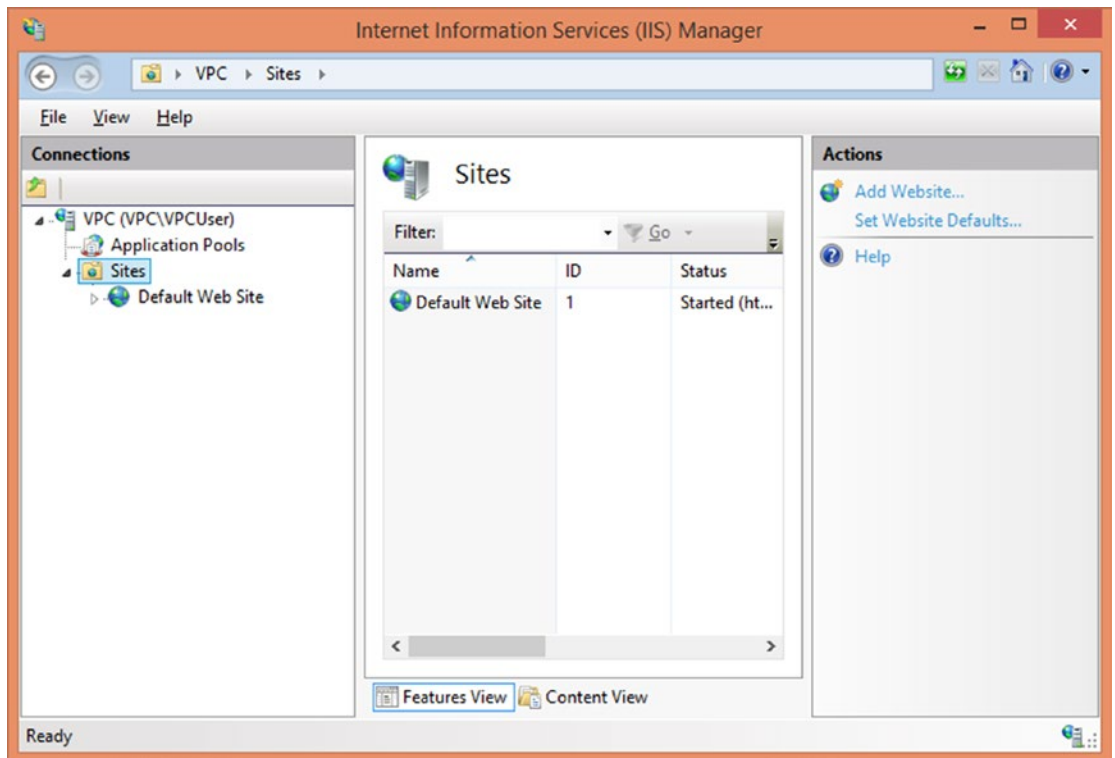 Internet Information Services (IIS) Manager
VPC Sites
File View Help
Connections
VPC (VPC\VPCUser)
Application Pools
Sites
Default Web Site
Sites
Filter: Go
Name ID Status
Default Web Site 1 Started (ht...
Features View Content View
Actions
Add Website...
Set Website Defaults...
Help
Ready